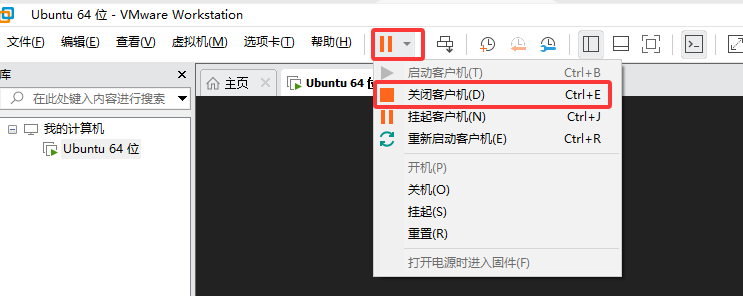 Ubuntu 64 位 - VMware Workstation
文件(F) 编辑(E) 查看(V) 虚拟机(M) 选项卡(T) 帮助(H)
库
主页
Ubuntu 64 位
在此处键入内容进行搜索
我的计算机
Ubuntu 64 位
启动客户机(T) Ctrl+B
关闭客户机(D) Ctrl+E
挂起客户机(N) Ctrl+J
重新启动客户机(E) Ctrl+R
开机(P)
关机(O)
挂起(S)
重置(R)
打开电源时进入固件(F)